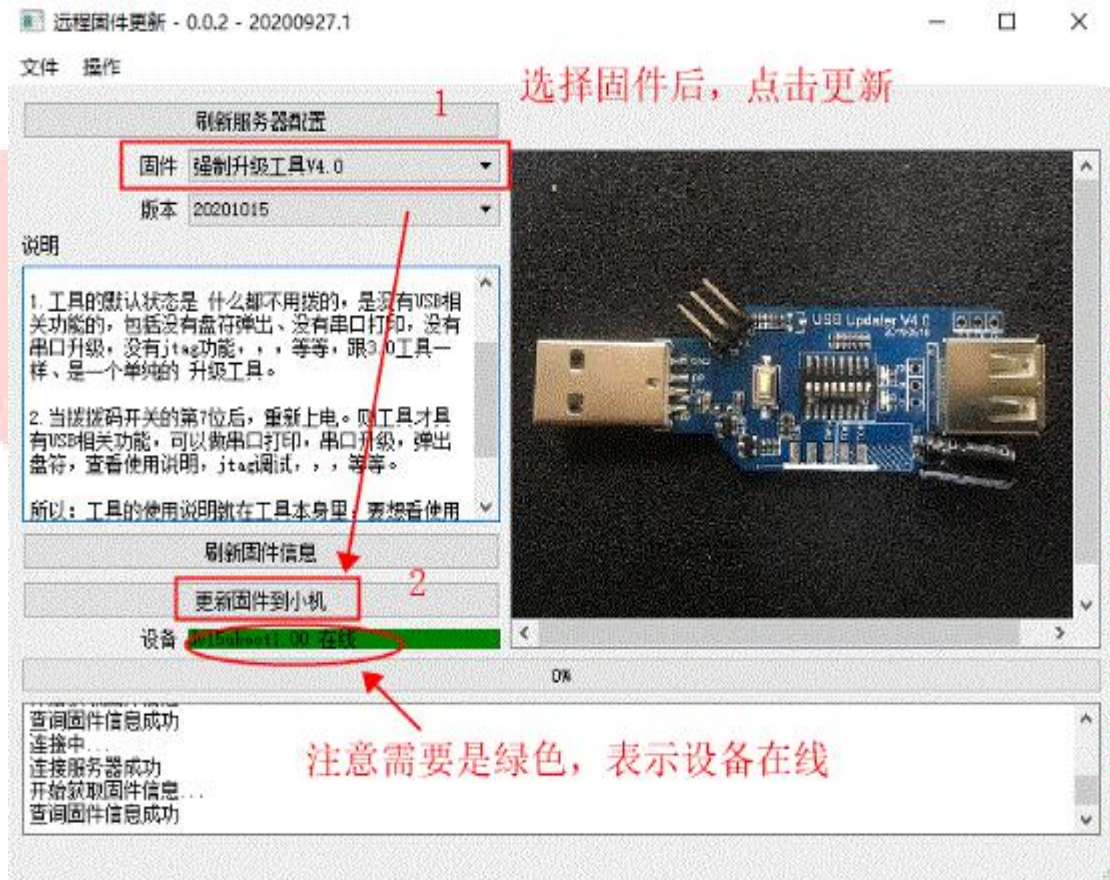 远程固件更新 - 0.0.2 - 20200927.1
文件 操作
选择固件后，点击更新
1
刷新服务器配置
固件 强制升级工具V4.0
版本 20201015
说明
1. 工具的默认状态是 什么都不用拨的，是没有USB相
关功能的，包括没有盘符弹出、没有串口打印，没有
串口升级，没有jtag功能，，，等等，跟3.0工具一
样、是一个单纯的 升级工具。
2. 当拨拨码开关的第7位后，重新上电。则工具才具
有USB相关功能，可以做串口打印，串口升级，弹出
盘符，查看使用说明，jtag调试，，，等等。
所以：工具的使用说明就在工具本身里，要想看使用
USB Updater V4.0
刷新固件信息
2
更新固件到小机
设备 在线
0%
查询固件信息成功
连接中...
连接服务器成功
开始获取固件信息...
查询固件信息成功
注意需要是绿色，表示设备在线